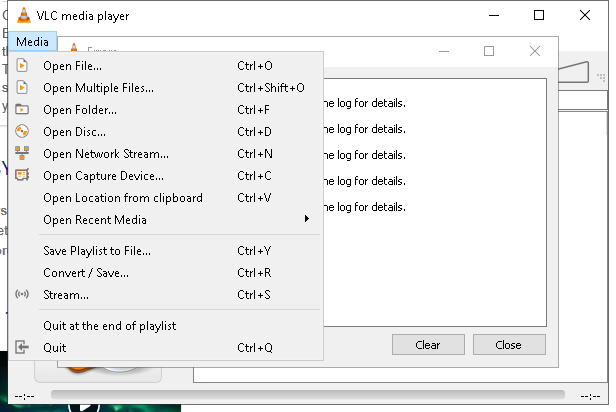 VLC media player
Media
Open File... Ctrl+O
Open Multiple Files... Ctrl+Shift+O
Open Folder... Ctrl+F
Open Disc... Ctrl+D
Open Network Stream... Ctrl+N
Open Capture Device... Ctrl+C
Open Location from clipboard Ctrl+V
Open Recent Media
Save Playlist to File... Ctrl+Y
Convert / Save... Ctrl+R
Stream... Ctrl+S
Quit at the end of playlist
Quit Ctrl+Q
he log for details.
he log for details.
he log for details.
he log for details.
he log for details.
Clear Close
--:-- --:--